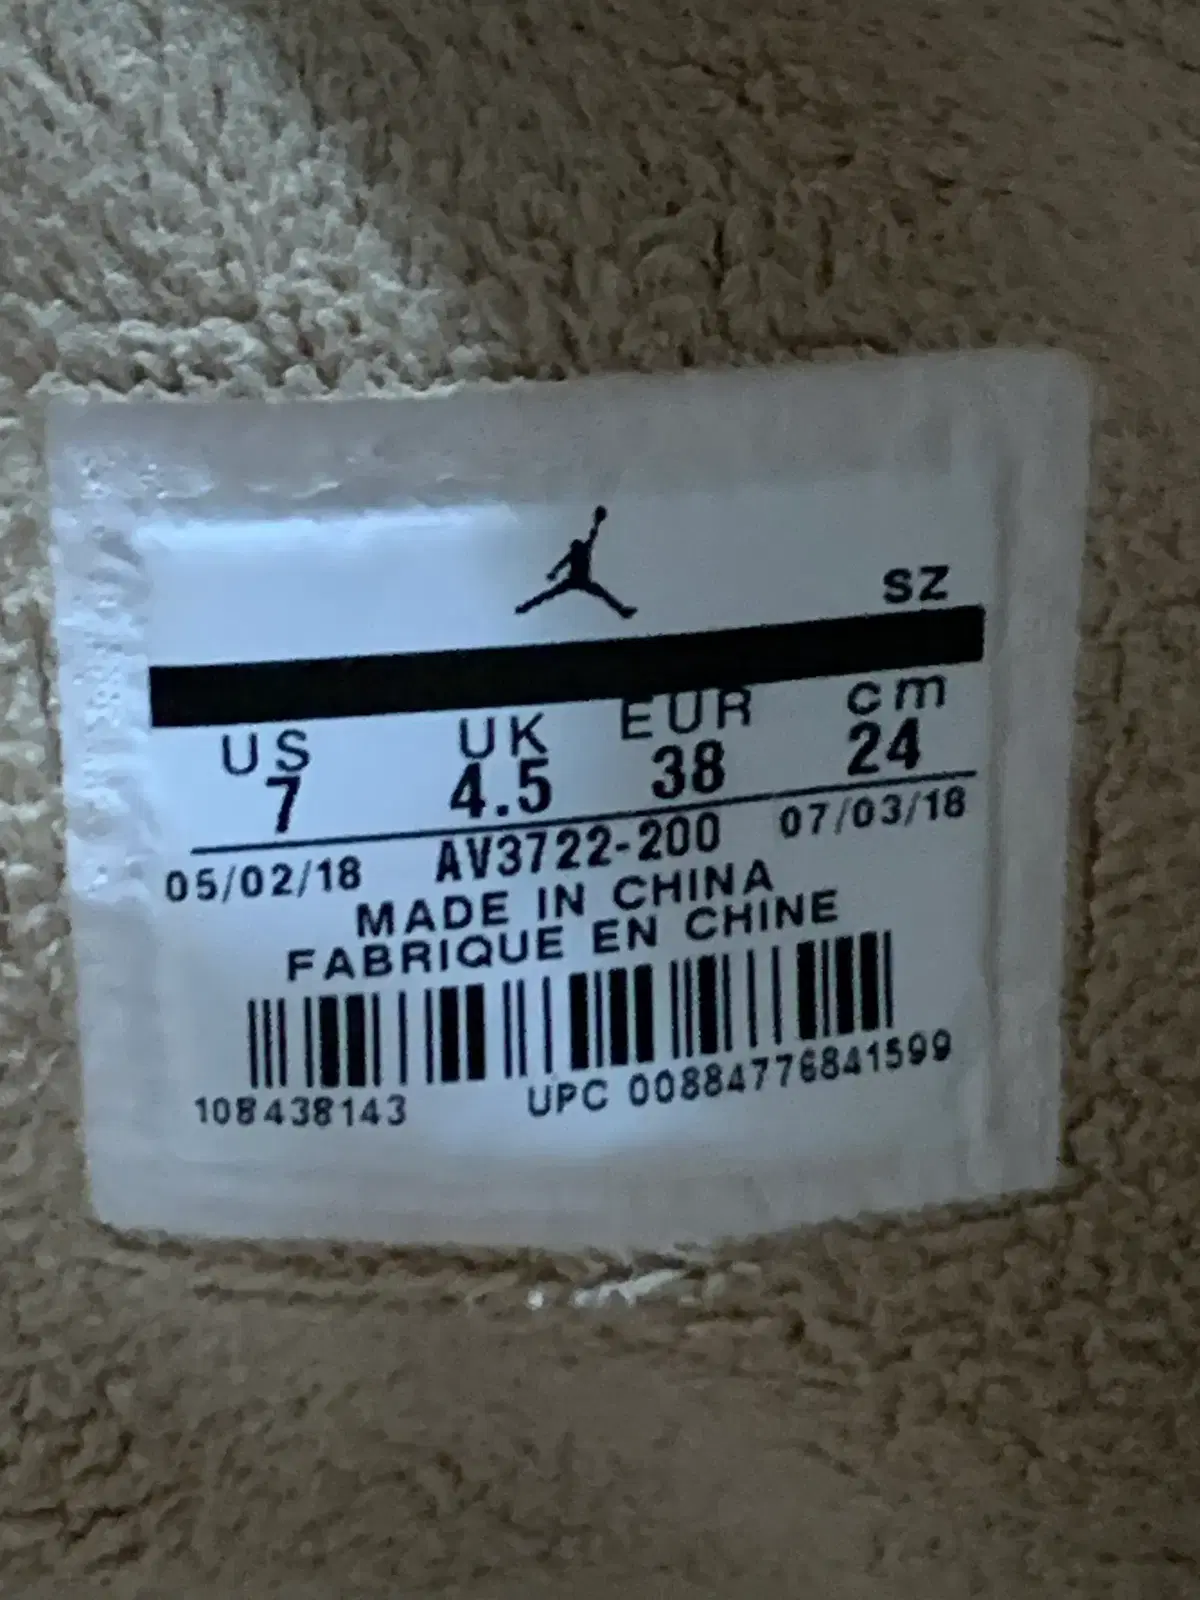 SZ
US UK EUR cm
7 4.5 38 24
05/02/18 AV3722-200 07/03/18
MADE IN CHINA
FABRIQUE EN CHINE
108438143 UPC 00884776841599